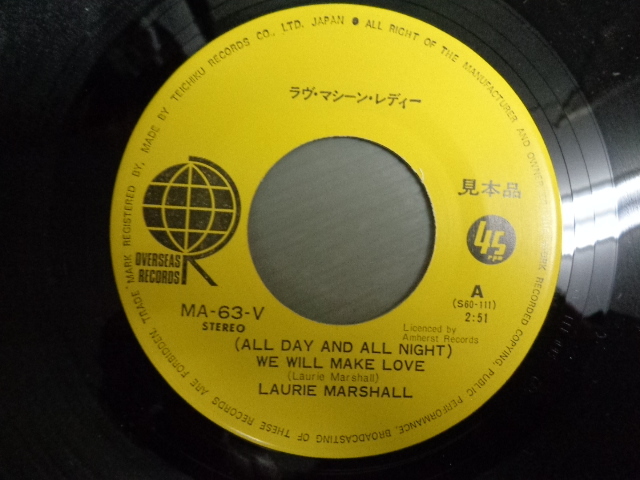 MADE BY TEICHIKU RECORDS CO., LTD. JAPAN ● ALL RIGHT OF THE MANUFACTURER AND OWNER
RECORDED COPYING, PUBLIC PERFORMANCE, BROADCASTING OF THESE RECORDS ARE FORBIDDEN. TRADE MARK REGISTERED BY,
ラヴ・マシーン・レディー
見本品
OVERSEAS
RECORDS
45
rpm
MA-63-V
STEREO
A
(S60-111)
2:51
Licenced by
Amherst Records
(ALL DAY AND ALL NIGHT)
WE WILL MAKE LOVE
(Laurie Marshall)
LAURIE MARSHALL